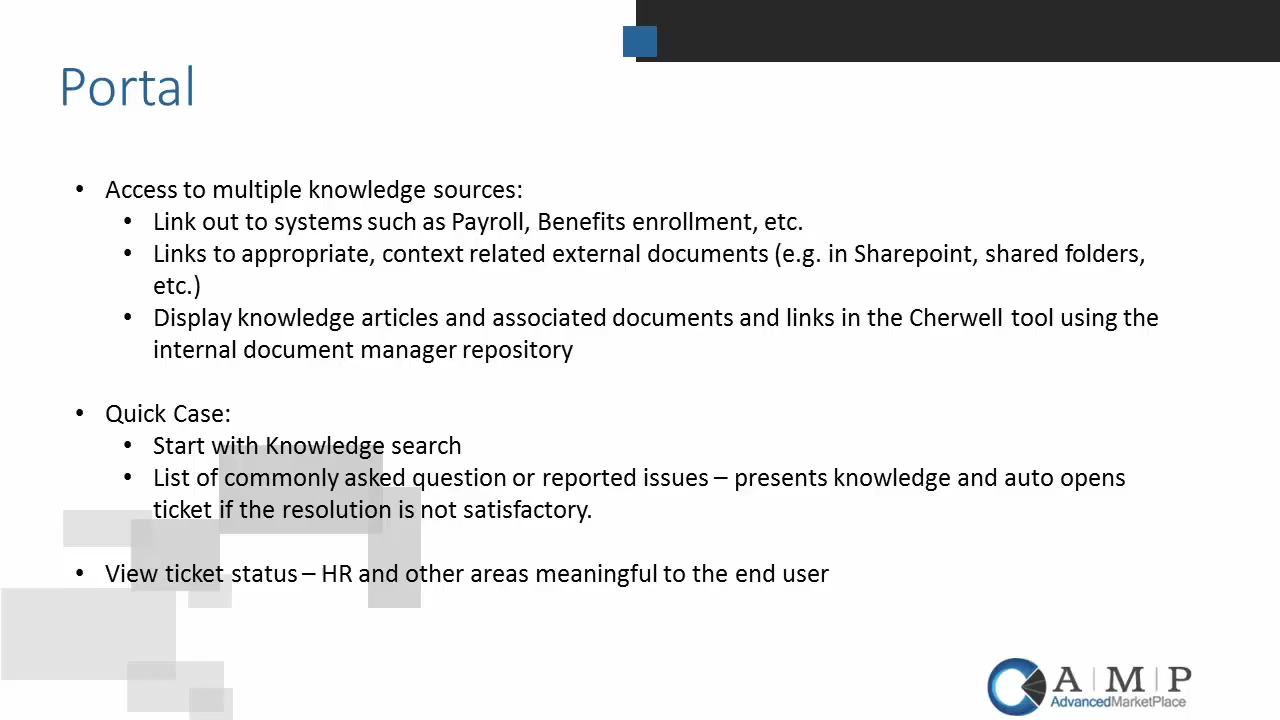 Portal
• Access to multiple knowledge sources:
• Link out to systems such as Payroll, Benefits enrollment, etc.
• Links to appropriate, context related external documents (e.g. in Sharepoint, shared folders,
etc.)
• Display knowledge articles and associated documents and links in the Cherwell tool using the
internal document manager repository
• Quick Case:
• Start with Knowledge search
• List of commonly asked question or reported issues – presents knowledge and auto opens
ticket if the resolution is not satisfactory.
• View ticket status – HR and other areas meaningful to the end user
A | M | P
AdvancedMarketPlace